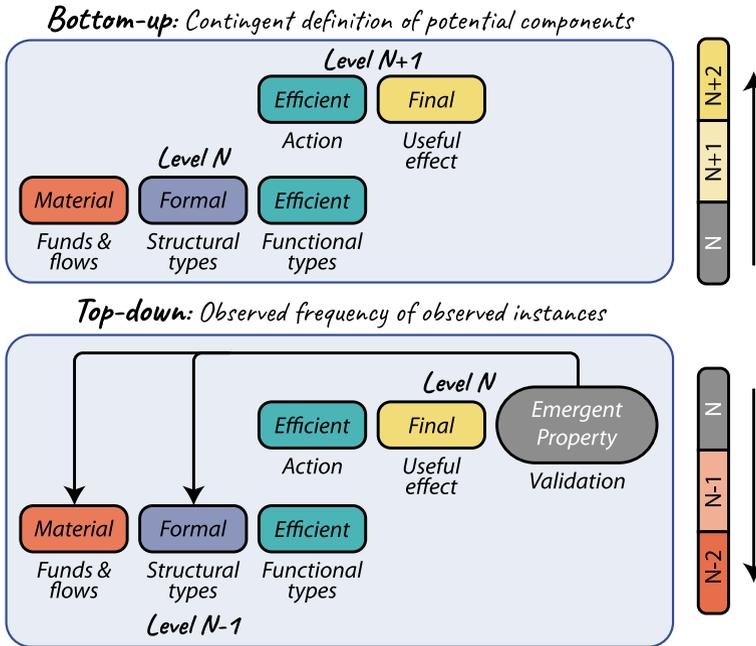 Bottom-up: Contingent definition of potential components
Level N+1
Efficient
Final
Action
Useful
effect
Level N
Material
Formal
Efficient
Funds &
flows
Structural
types
Functional
types
N+2
N+1
N
Top-down: Observed frequency of observed instances
Level N
Efficient
Final
Emergent
Property
Action
Useful
effect
Validation
Material
Formal
Efficient
Funds &
flows
Structural
types
Functional
types
Level N-1
N
N-1
N-2